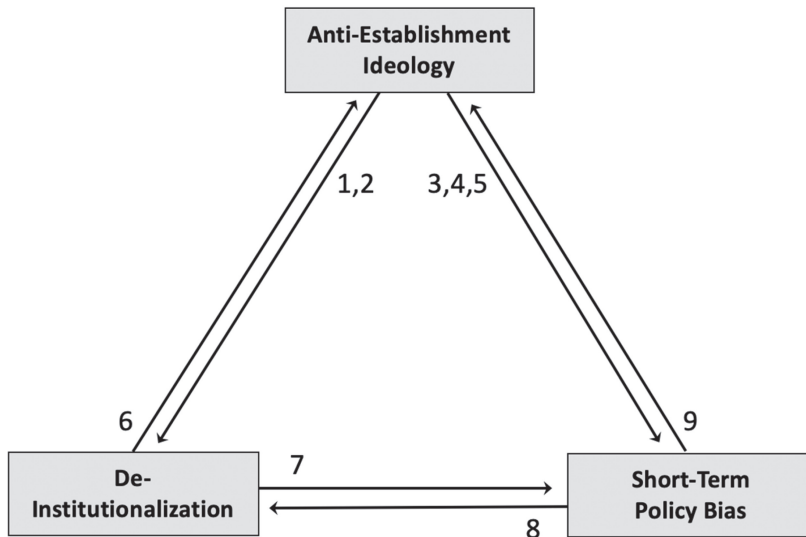 Anti-Establishment
Ideology
1,2
3,4,5
6
9
De-
Institutionalization
7
8
Short-Term
Policy Bias